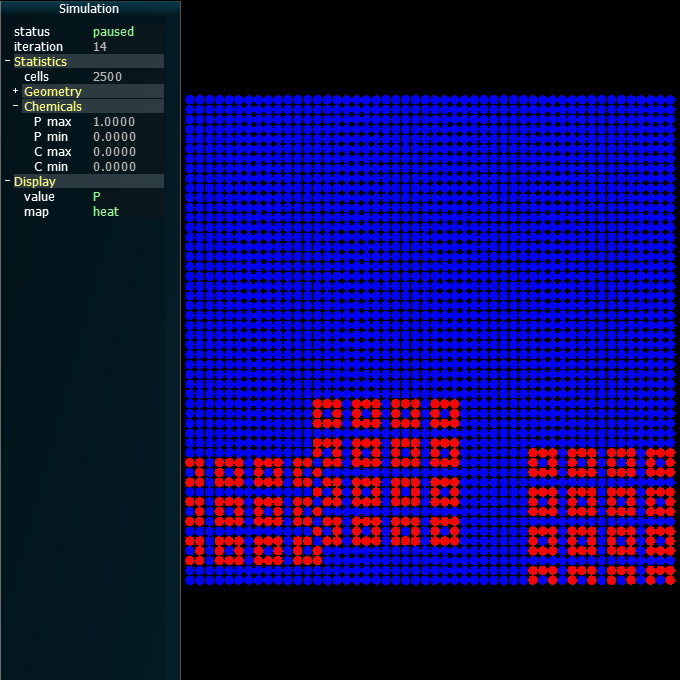 Simulation
status paused
iteration 14
- Statistics
cells 2500
+ Geometry
- Chemicals
P max 1.0000
P min 0.0000
C max 0.0000
C min 0.0000
- Display
value P
map heat